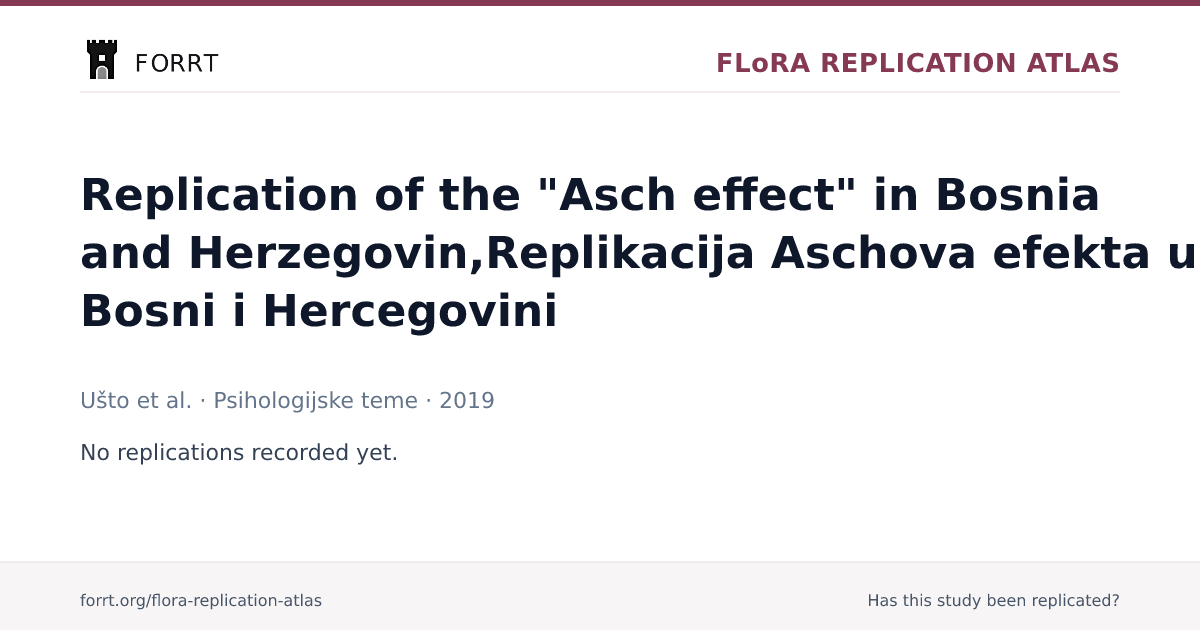 FORRT
FLoRA REPLICATION ATLAS
Replication of the "Asch effect" in Bosnia
and Herzegovin,Replikacija Aschova efekta u
Bosni i Hercegovini
Ušto et al. · Psihologijske teme · 2019
No replications recorded yet.
forrt.org/flora-replication-atlas
Has this study been replicated?